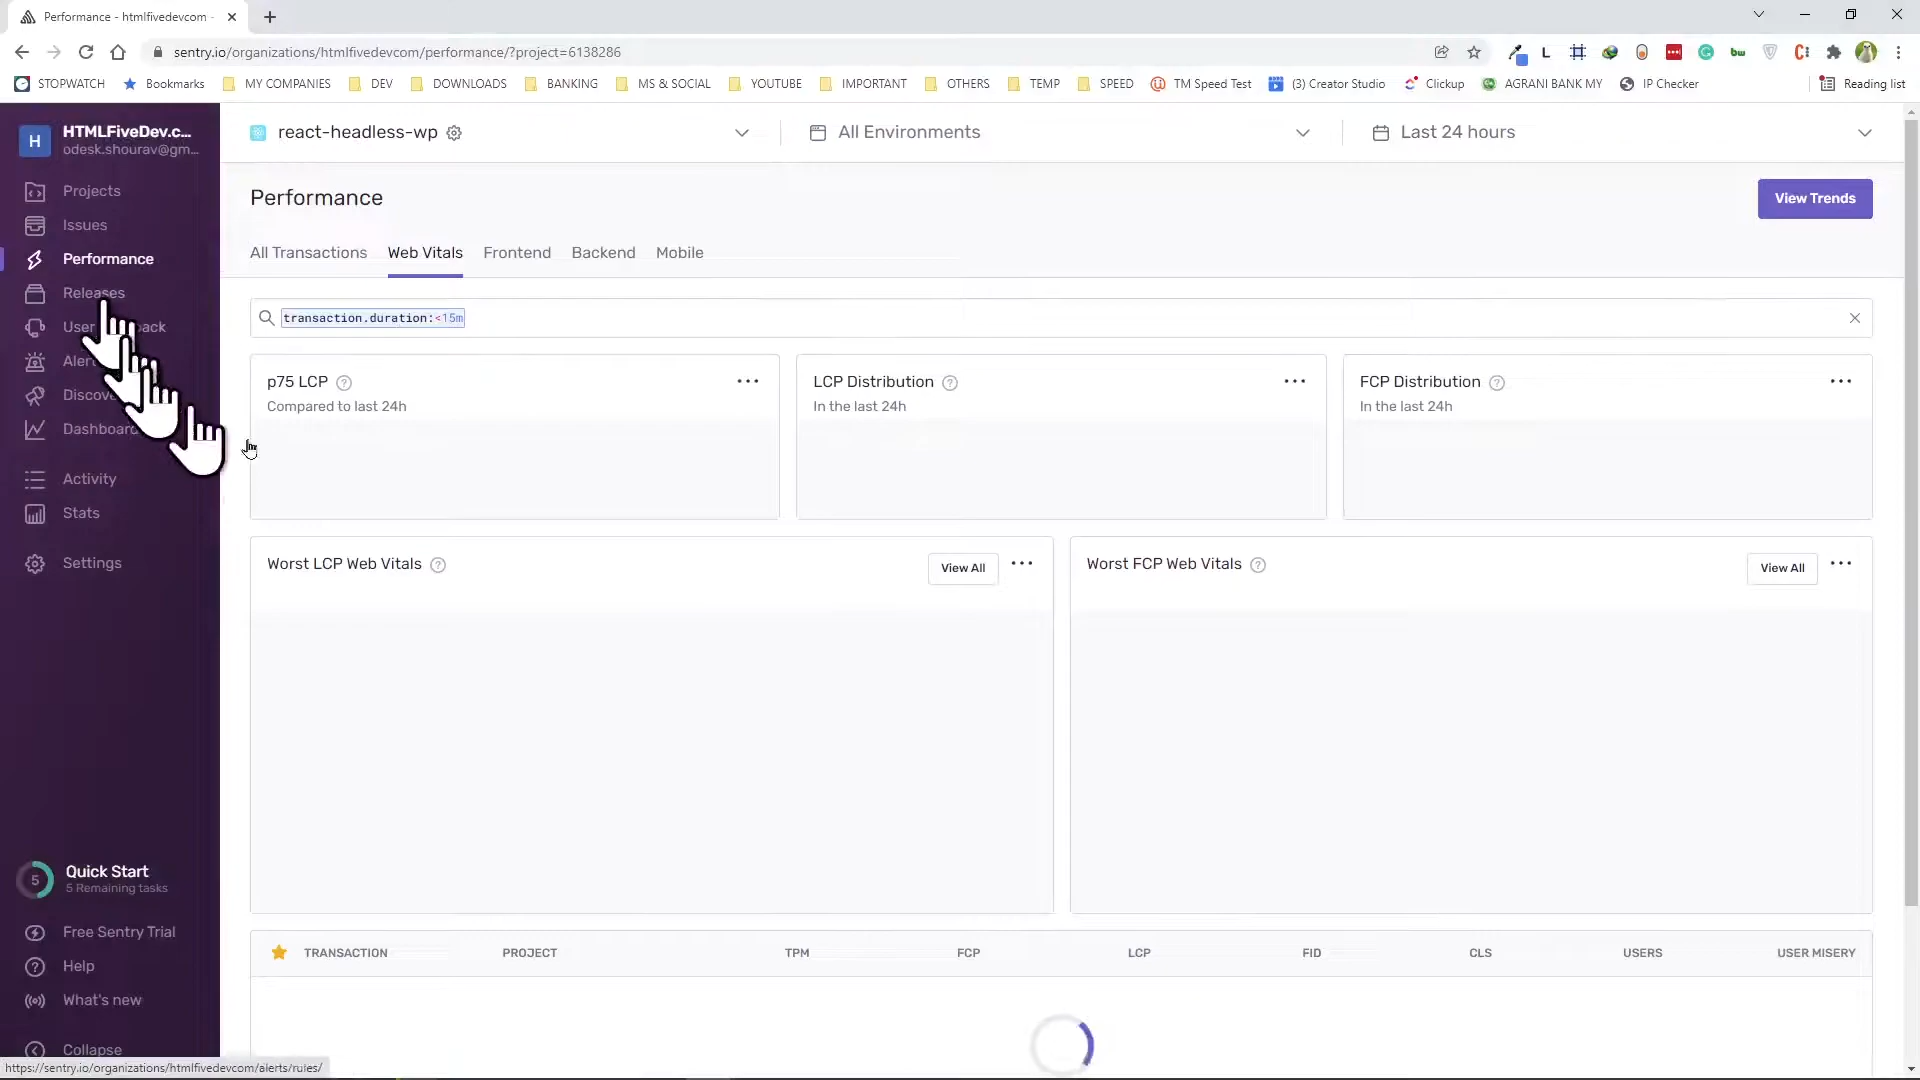 Performance - htmlfivedevcom -
sentry.io/organizations/htmlfivedevcom/performance/?project=6138286
STOPWATCH Bookmarks MY COMPANIES DEV DOWNLOADS BANKING MS & SOCIAL YOUTUBE IMPORTANT OTHERS TEMP SPEED TM Speed Test (3) Creator Studio Clickup AGRANI BANK MY IP Checker Reading list
H
HTMLFiveDev.c...
odesk.shourav@gm...
Projects
Issues
Performance
Releases
User ack
Discov
Activity
Stats
Settings
5
Quick Start
5 Remaining tasks
Free Sentry Trial
Help
What's new
Collapse
https://sentry.io/organizations/htmlfivedevcom/alerts/rules/
react-headless-wp All Environments Last 24 hours
Performance
View Trends
All Transactions Web Vitals Frontend Backend Mobile
transaction.duration:<15m
p75 LCP ?
Compared to last 24h
LCP Distribution ?
In the last 24h
FCP Distribution ?
In the last 24h
Worst LCP Web Vitals ? View All
Worst FCP Web Vitals ? View All
TRANSACTION PROJECT TPM FCP LCP FID CLS USERS USER MISERY